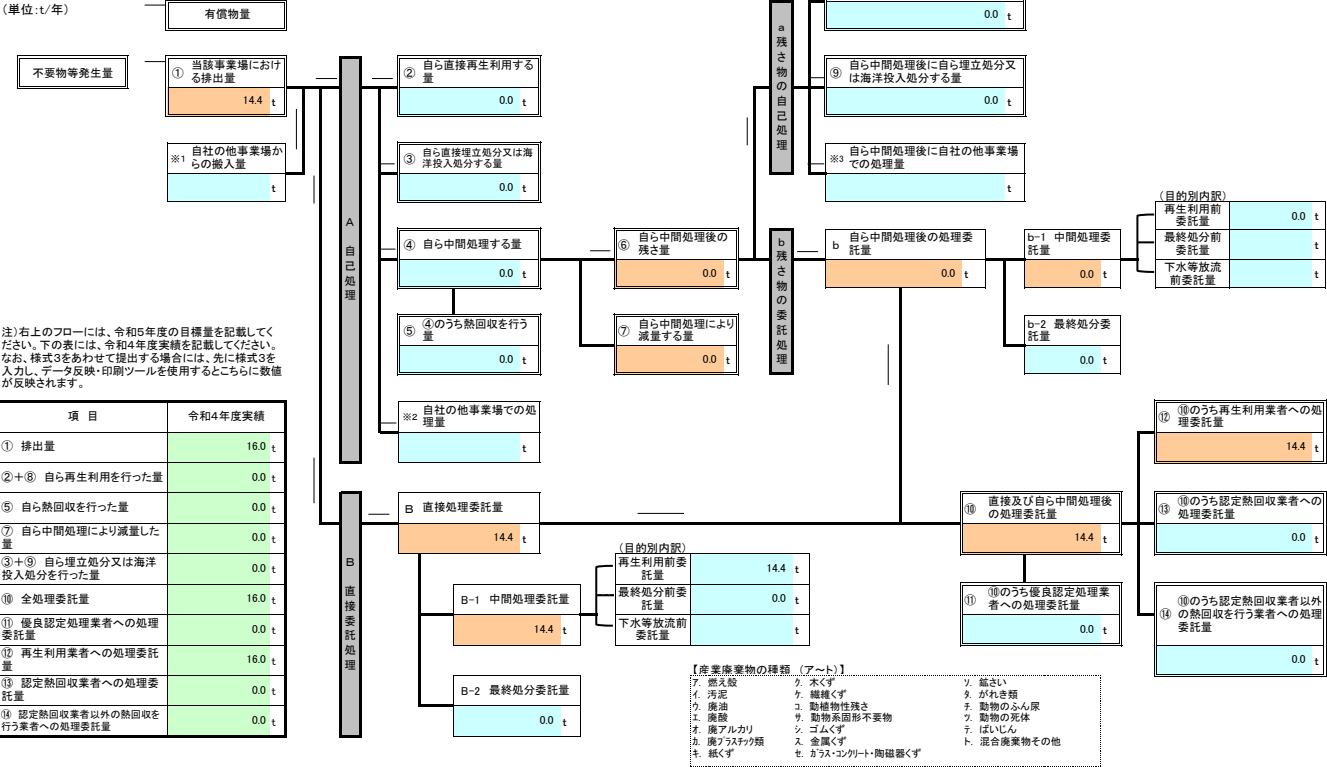 （単位:t/年）
有償物量
0.0 t
不要物等発生量
① 当該事業場におけ
る排出量
14.4 t
※1 自社の他事業場か
らの搬入量
t
A 自己処理
② 自ら直接再生利用する
量
0.0 t
③ 自ら直接埋立処分又は海
洋投入処分する量
0.0 t
④ 自ら中間処理する量
0.0 t
⑤ ④のうち熱回収を行う
量
0.0 t
※2 自社の他事業場での処
理量
t
⑥ 自ら中間処理後の
残さ量
0.0 t
⑦ 自ら中間処理により
減量する量
0.0 t
a 残さ物の自己処理
⑨ 自ら中間処理後に自ら埋立処分又
は海洋投入処分する量
0.0 t
※3 自ら中間処理後に自社の他事業場
での処理量
t
b 残さ物の委託処理
b 自ら中間処理後の処理委
託量
0.0 t
b-1 中間処理委
託量
0.0 t
（目的別内訳）
再生利用前
委託量
0.0 t
最終処分前
委託量
t
下水等放流
前委託量
t
b-2 最終処分委
託量
0.0 t
注）右上のフローには、令和5年度の目標量を記載してく
ださい。下の表には、令和4年度実績を記載してください。
なお、様式3をあわせて提出する場合には、先に様式3を
入力し、データ反映・印刷ツールを使用するとこちらに数値
が反映されます。
項 目 令和4年度実績
① 排出量 16.0 t
②＋⑧ 自ら再生利用を行った量 0.0 t
⑤ 自ら熱回収を行った量 0.0 t
⑦ 自ら中間処理により減量した
量 0.0 t
③＋⑨ 自ら埋立処分又は海洋
投入処分を行った量 0.0 t
⑩ 全処理委託量 16.0 t
⑪ 優良認定処理業者への処理
委託量 0.0 t
⑫ 再生利用業者への処理委託
量 16.0 t
⑬ 認定熱回収業者への処理委
託量 0.0 t
⑭ 認定熱回収業者以外の熱回収を
行う業者への処理委託量 0.0 t
B 直接委託処理
B 直接処理委託量
14.4 t
B-1 中間処理委託量
14.4 t
（目的別内訳）
再生利用前委
託量
14.4 t
最終処分前委
託量
0.0 t
下水等放流前
委託量
t
B-2 最終処分委託量
0.0 t
⑩ 直接及び自ら中間処理後
の処理委託量
14.4 t
⑪ ⑩のうち優良認定処理業
者への処理委託量
0.0 t
⑫ ⑩のうち再生利用業者への処
理委託量
14.4 t
⑬ ⑩のうち認定熱回収業者への
処理委託量
0.0 t
⑭ ⑩のうち認定熱回収業者以外
の熱回収を行う業者への処理
委託量
0.0 t
【産業廃棄物の種類 （ア～ト）】
ア. 燃え殻 ク. 木くず ソ. 鉱さい
イ. 汚泥 ケ. 繊維くず タ. がれき類
ウ. 廃油 コ. 動植物性残さ チ. 動物のふん尿
エ. 廃酸 サ. 動物系固形不要物 ツ. 動物の死体
オ. 廃アルカリ シ. ゴムくず テ. ばいじん
カ. 廃プラスチック類 ス. 金属くず ト. 混合廃棄物その他
キ. 紙くず セ. ガラス・コンクリート・陶磁器くず